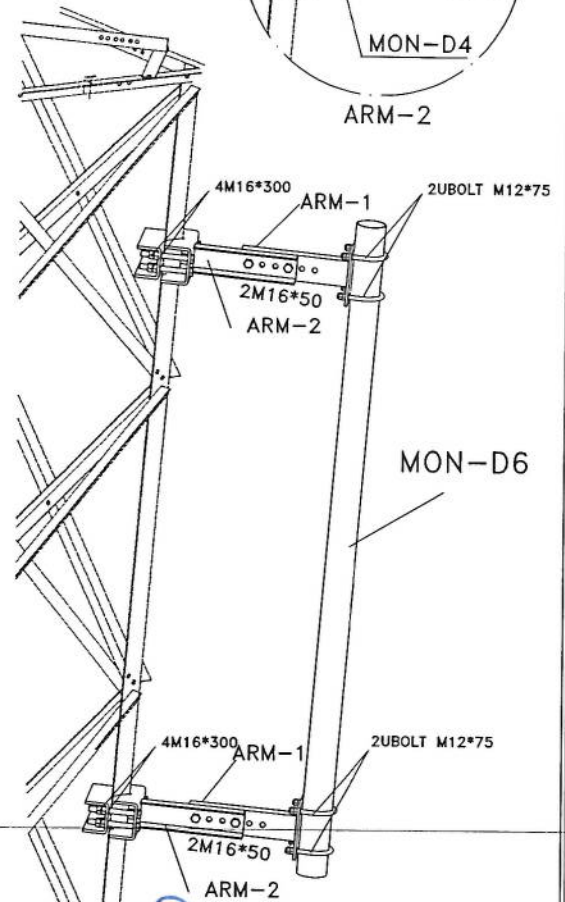 MON-D4
ARM-2
4M16*300
ARM-1
2UBOLT M12*75
2M16*50
ARM-2
MON-D6
4M16*300
ARM-1
2UBOLT M12*75
2M16*50
ARM-2